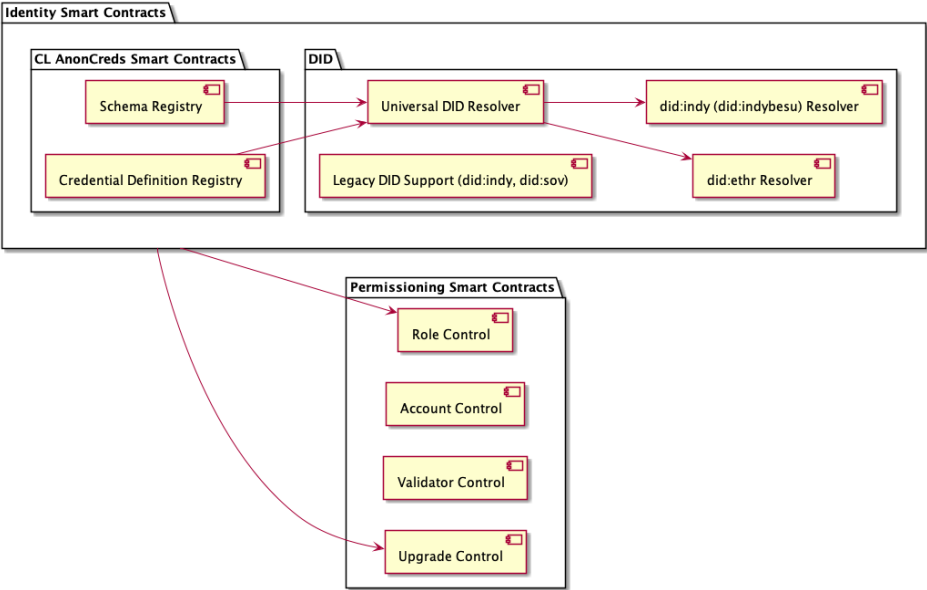 Identity Smart Contracts
CL AnonCreds Smart Contracts
DID
Schema Registry
Universal DID Resolver
did:indy (did:indybesu) Resolver
Credential Definition Registry
Legacy DID Support (did:indy, did:sov)
did:ethr Resolver
Permissioning Smart Contracts
Role Control
Account Control
Validator Control
Upgrade Control